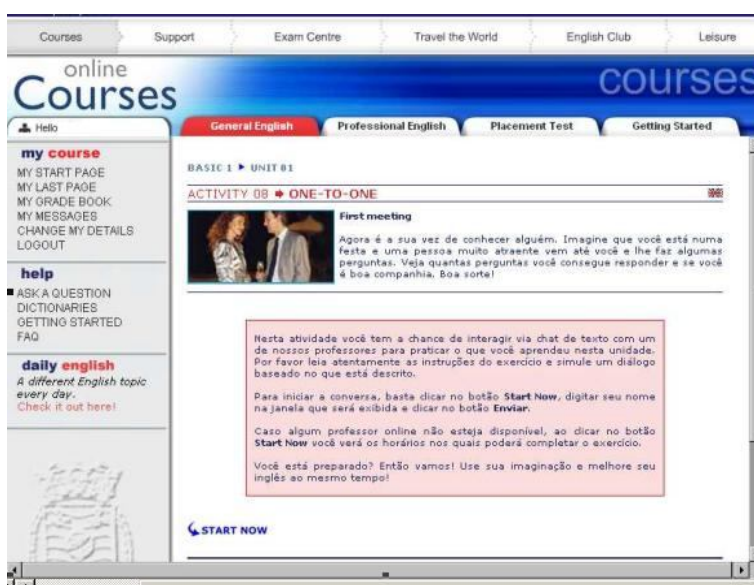 Courses Support Exam Centre Travel the World English Club Leisure
online
Courses
courses
Hello
General English Professional English Placement Test Getting Started
my course
MY START PAGE
MY LAST PAGE
MY GRADE BOOK
MY MESSAGES
CHANGE MY DETAILS
LOGOUT
help
ASK A QUESTION
DICTIONARIES
GETTING STARTED
FAQ
daily english
A different English topic
every day.
Check it out here!
BASIC 1 UNIT 01
ACTIVITY 08 ONE-TO-ONE
First meeting
Agora é a sua vez de conhecer alguém. Imagine que você está numa
festa e uma pessoa muito atraente vem até você e lhe faz algumas
perguntas. Veja quantas perguntas você consegue responder e se você
é boa companhia. Boa sorte!
Nesta atividade você tem a chance de interagir via chat de texto com um
de nossos professores para praticar o que você aprendeu nesta unidade.
Por favor leia atentamente as instruções do exercício e simule um diálogo
baseado no que está descrito.
Para iniciar a conversa, basta clicar no botão Start Now, digitar seu nome
na janela que será exibida e clicar no botão Enviar.
Caso algum professor online não esteja disponível, ao clicar no botão
Start Now você verá os horários nos quais poderá completar o exercício.
Você está preparado? Então vamos! Use sua imaginação e melhore seu
inglês ao mesmo tempo!
START NOW